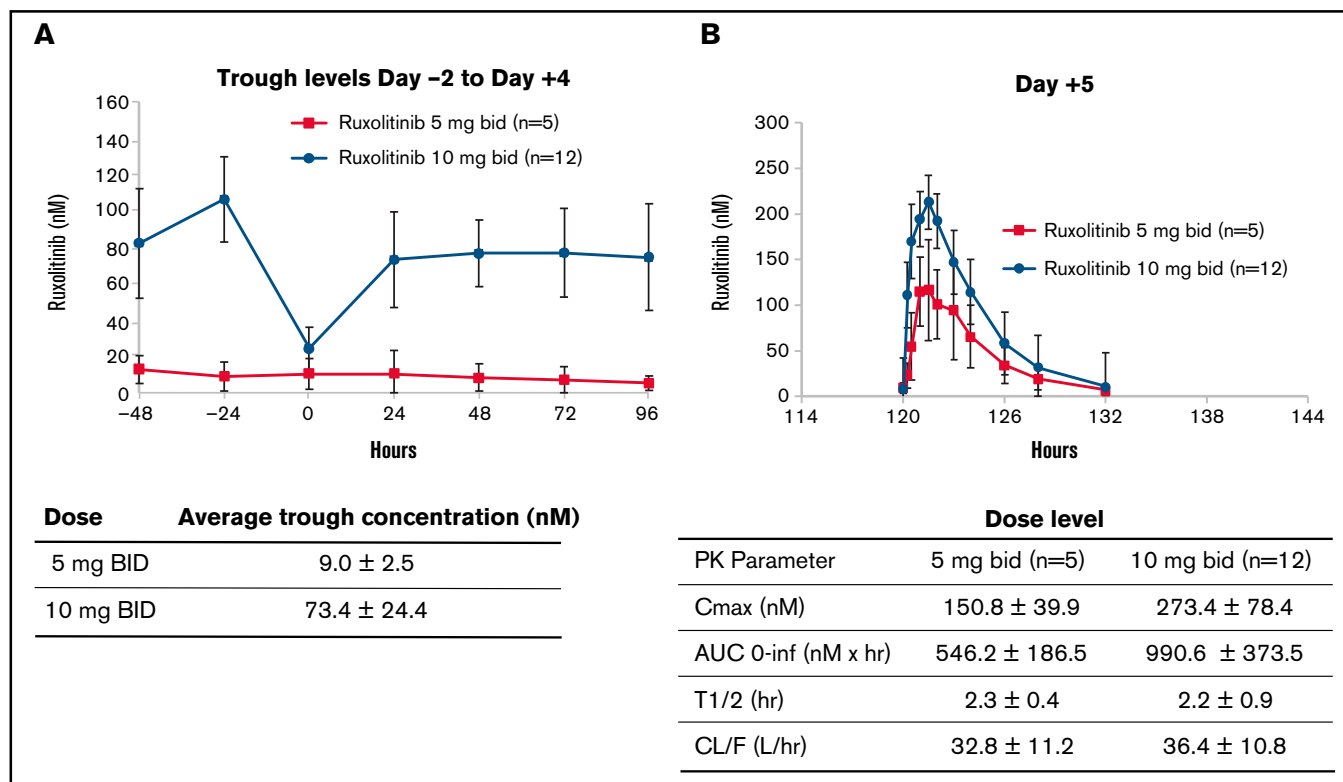 A
Trough levels Day –2 to Day +4
Ruxolitinib (nM)
160
140
120
100
80
60
40
20
0
Ruxolitinib 5 mg bid (n=5)
Ruxolitinib 10 mg bid (n=12)
–48 –24 0 24 48 72 96
Hours
Dose Average trough concentration (nM)
5 mg BID 9.0 ± 2.5
10 mg BID 73.4 ± 24.4
B
Day +5
Ruxolitinib (nM)
300
250
200
150
100
50
0
Ruxolitinib 5 mg bid (n=5)
Ruxolitinib 10 mg bid (n=12)
114 120 126 132 138 144
Hours
Dose level
PK Parameter 5 mg bid (n=5) 10 mg bid (n=12)
Cmax (nM) 150.8 ± 39.9 273.4 ± 78.4
AUC 0-inf (nM x hr) 546.2 ± 186.5 990.6 ± 373.5
T1/2 (hr) 2.3 ± 0.4 2.2 ± 0.9
CL/F (L/hr) 32.8 ± 11.2 36.4 ± 10.8